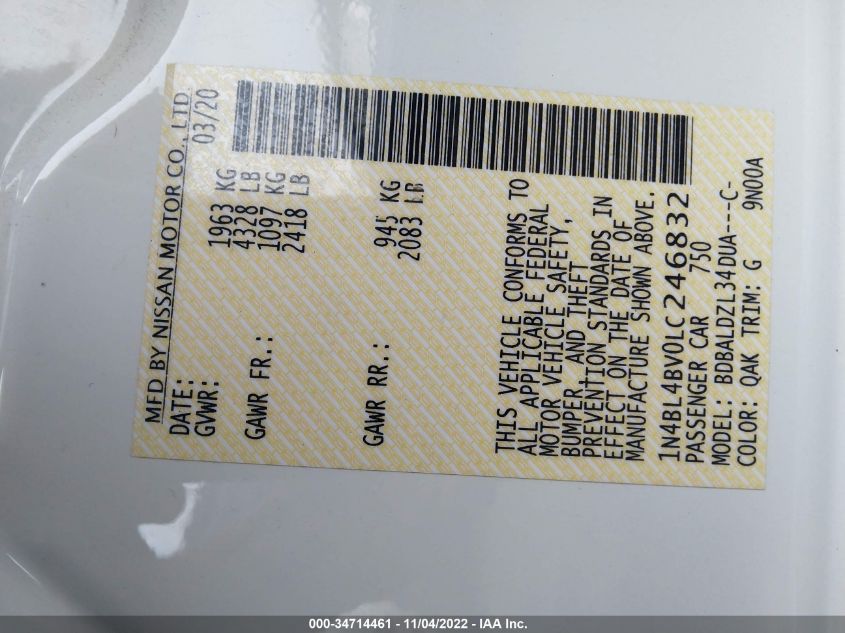 MFD BY NISSAN MOTOR CO., LTD.
DATE: 03/20
GVWR: 1963 KG
4328 LB
GAWR FR.: 1097 KG
2418 LB
GAWR RR.: 945 KG
2083 LB
THIS VEHICLE CONFORMS TO
ALL APPLICABLE FEDERAL
MOTOR VEHICLE SAFETY,
BUMPER, AND THEFT
PREVENTION STANDARDS IN
EFFECT ON THE DATE OF
MANUFACTURE SHOWN ABOVE.
1N4BL4BV0LC246832
PASSENGER CAR 750
MODEL: BDBALDZL34DUA---C-
COLOR: QAK TRIM: G 9N00A
000-34714461 - 11/04/2022 - IAA Inc.